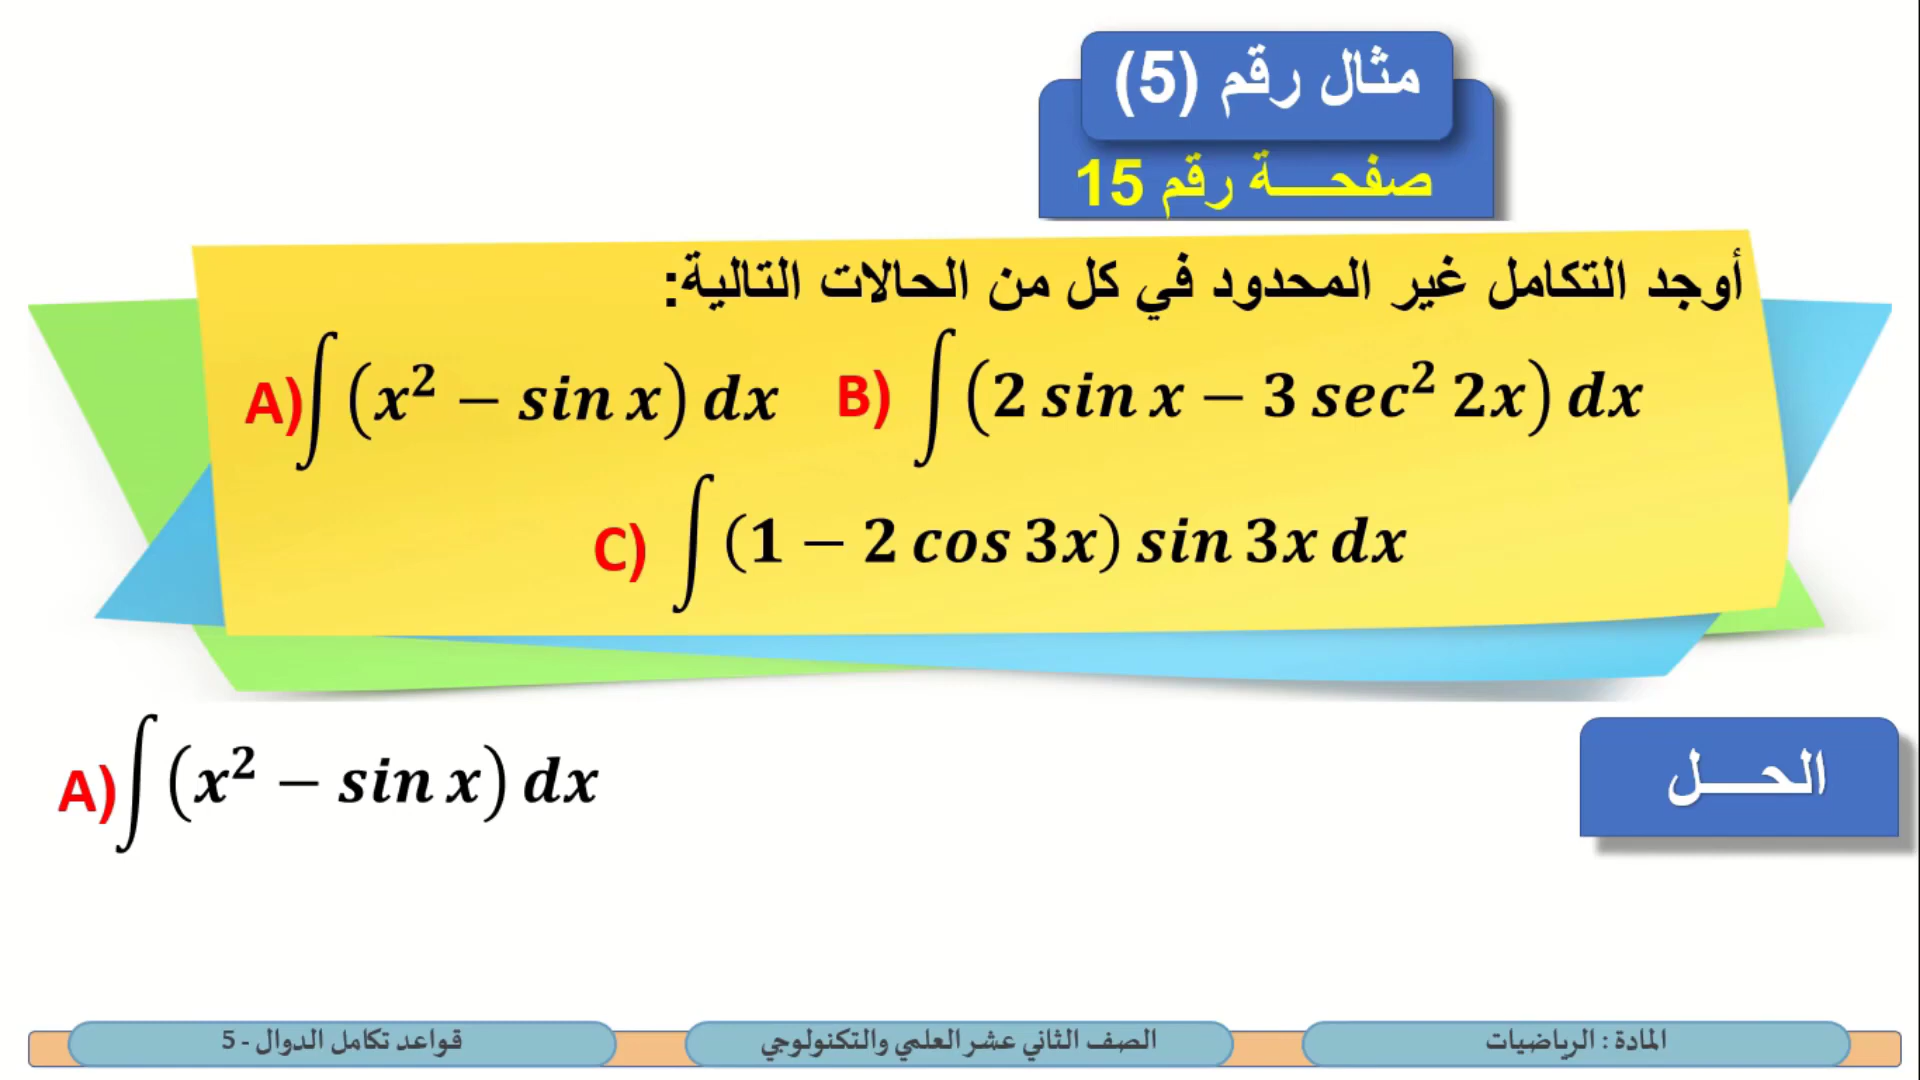 مثال رقم (5)
صفحـــــة رقم 15
أوجد التكامل غير المحدود في كل من الحالات التالية:
A) ∫(x² − sin x) dx B) ∫(2 sin x − 3 sec² 2x) dx
C) ∫(1 − 2 cos 3x) sin 3x dx
الحـــــل
A) ∫(x² − sin x) dx
المادة : الرياضيات
الصف الثاني عشر العلمي والتكنولوجي
قواعد تكامل الدوال - 5